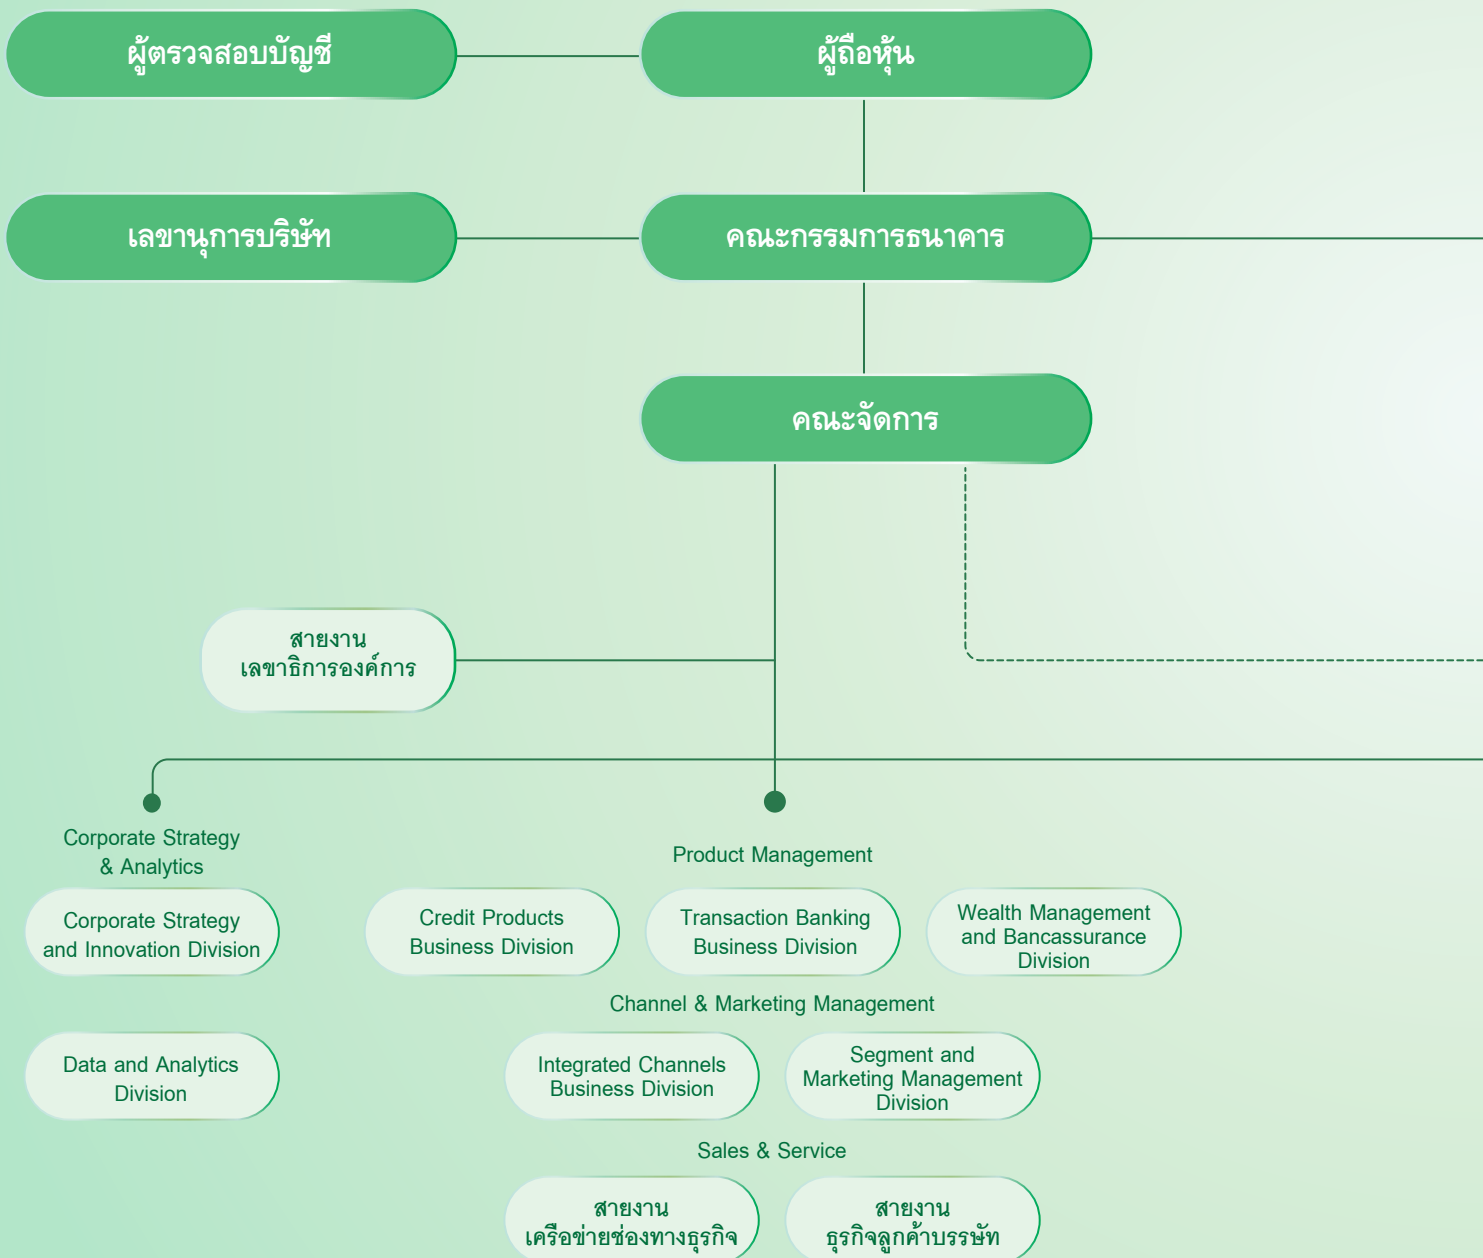 ผู้ตรวจสอบบัญชี
ผู้ถือหุ้น
เลขานุการบริษัท
คณะกรรมการธนาคาร
คณะจัดการ
สายงาน
เลขาธิการองค์การ
Corporate Strategy
& Analytics
Corporate Strategy
and Innovation Division
Data and Analytics
Division
Product Management
Credit Products
Business Division
Transaction Banking
Business Division
Wealth Management
and Bancassurance
Division
Channel & Marketing Management
Integrated Channels
Business Division
Segment and
Marketing Management
Division
Sales & Service
สายงาน
เครือข่ายช่องทางธุรกิจ
สายงาน
ธุรกิจลูกค้าบรรษัท